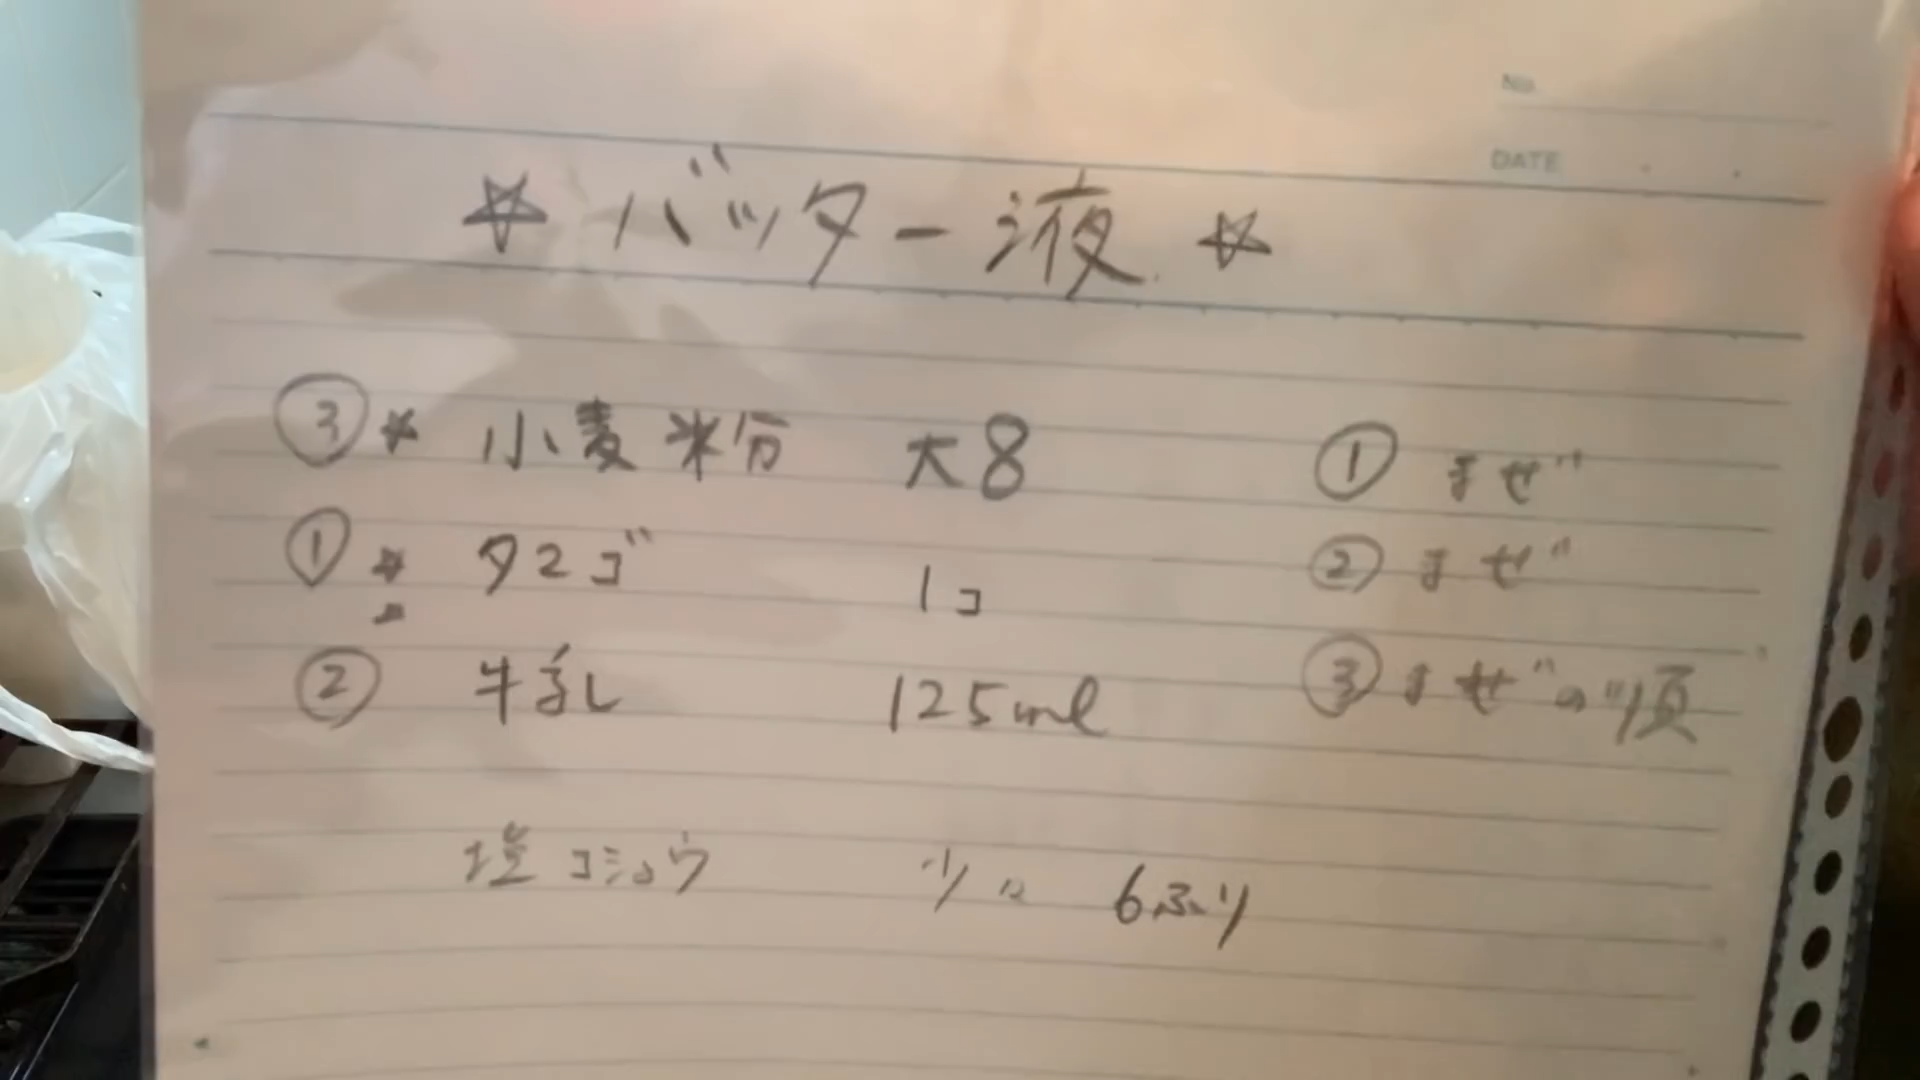 No.
DATE
☆バッター液☆
③☆ 小麦粉 大8 ① まぜ
①☆ タマゴ 1コ ② まぜ
② 牛乳 125ml ③ まぜの順
塩コショウ 少々 6ふり